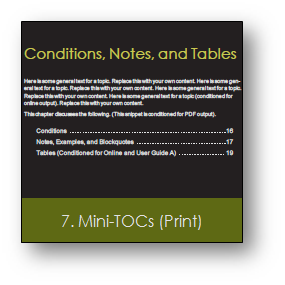 Conditions, Notes, and Tables
Here is some general text for a topic. Replace this with your own content. Here is some gen-
eral text for a topic. Replace this with your own content. Here is some general text for a topic.
Replace this with your own content. Here is some general text for a topic (conditioned for
online output). Replace this with your own content.
This chapter discusses the following. (This snippet is conditioned for PDF output).
Conditions ........................................................16
Notes, Examples, and Blockquotes ................................17
Tables (Conditioned for Online and User Guide A) ................ 19
7. Mini-TOCs (Print)